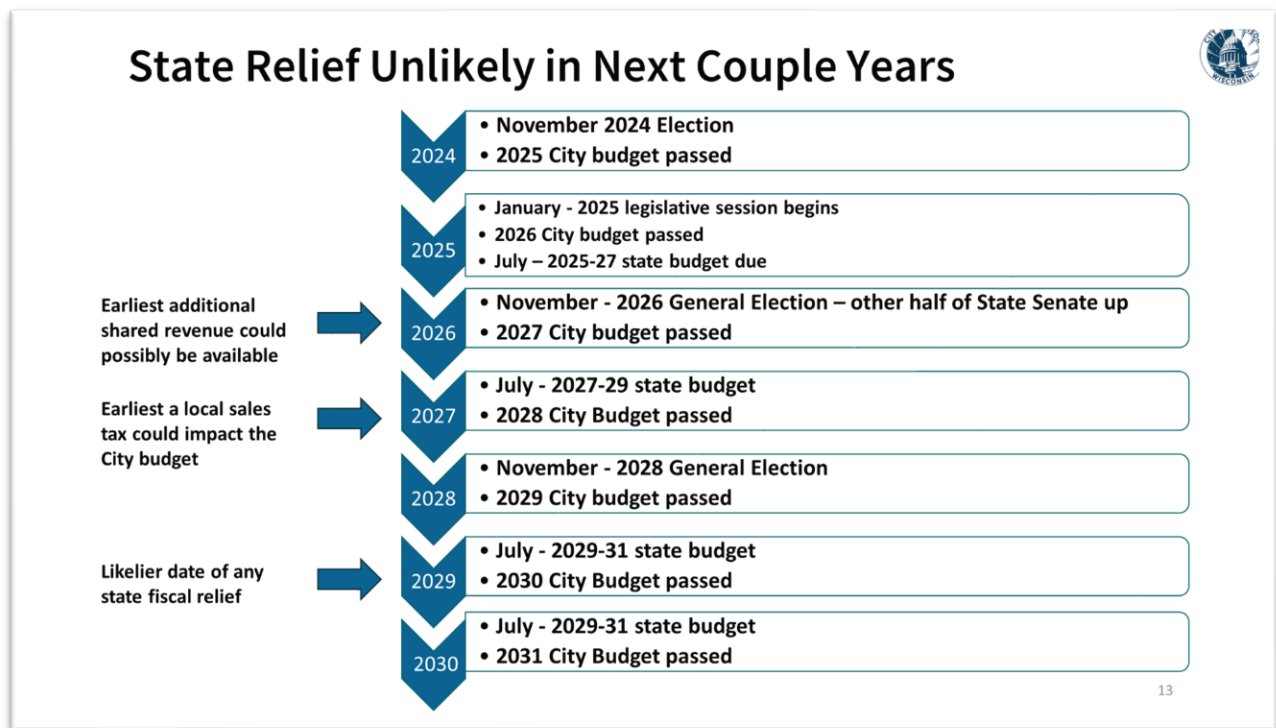 State Relief Unlikely in Next Couple Years
CITY
WISCONSIN
2024
• November 2024 Election
• 2025 City budget passed
2025
• January - 2025 legislative session begins
• 2026 City budget passed
• July – 2025-27 state budget due
Earliest additional
shared revenue could
possibly be available
2026
• November - 2026 General Election – other half of State Senate up
• 2027 City budget passed
Earliest a local sales
tax could impact the
City budget
2027
• July - 2027-29 state budget
• 2028 City Budget passed
2028
• November - 2028 General Election
• 2029 City budget passed
Likelier date of any
state fiscal relief
2029
• July - 2029-31 state budget
• 2030 City Budget passed
2030
• July - 2029-31 state budget
• 2031 City Budget passed
13